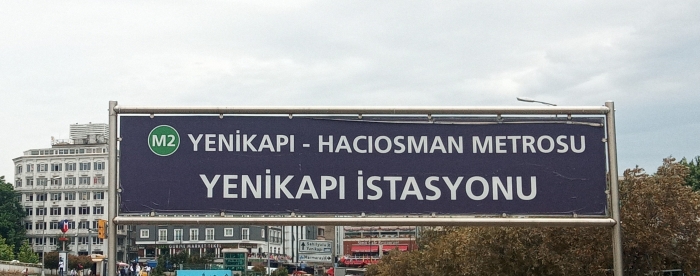 M2 YENİKAPI - HACIOSMAN METROSU
YENİKAPI İSTASYONU